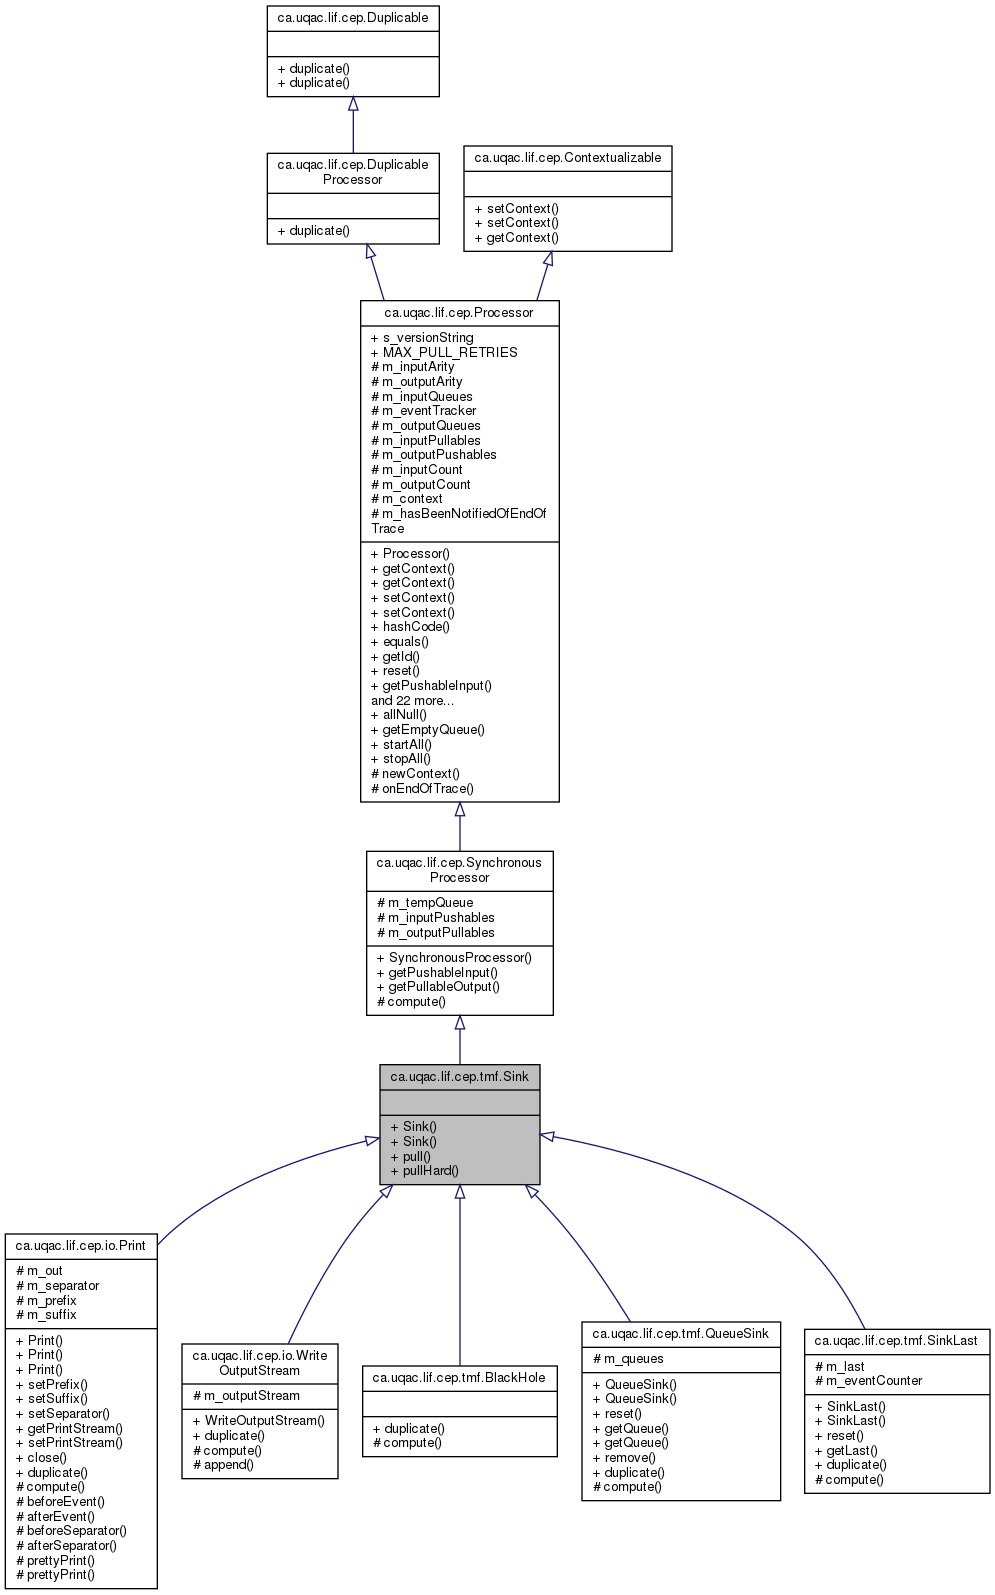 ca.uqac.lif.cep.Duplicable
+ duplicate()
+ duplicate()
ca.uqac.lif.cep.Duplicable
Processor
+ duplicate()
ca.uqac.lif.cep.Contextualizable
+ setContext()
+ setContext()
+ getContext()
ca.uqac.lif.cep.Processor
+ s_versionString
+ MAX_PULL_RETRIES
# m_inputArity
# m_outputArity
# m_inputQueues
# m_eventTracker
# m_outputQueues
# m_inputPullables
# m_outputPushables
# m_inputCount
# m_outputCount
# m_context
# m_hasBeenNotifiedOfEndOf
Trace
+ Processor()
+ getContext()
+ getContext()
+ setContext()
+ setContext()
+ hashCode()
+ equals()
+ getId()
+ reset()
+ getPushableInput()
and 22 more...
+ allNull()
+ getEmptyQueue()
+ startAll()
+ stopAll()
# newContext()
# onEndOfTrace()
ca.uqac.lif.cep.Synchronous
Processor
# m_tempQueue
# m_inputPushables
# m_outputPullables
+ SynchronousProcessor()
+ getPushableInput()
+ getPullableOutput()
# compute()
ca.uqac.lif.cep.tmf.Sink
+ Sink()
+ Sink()
+ pull()
+ pullHard()
ca.uqac.lif.cep.io.Print
# m_out
# m_separator
# m_prefix
# m_suffix
+ Print()
+ Print()
+ Print()
+ setPrefix()
+ setSuffix()
+ setSeparator()
+ getPrintStream()
+ setPrintStream()
+ close()
+ duplicate()
# compute()
# beforeEvent()
# afterEvent()
# beforeSeparator()
# afterSeparator()
# prettyPrint()
# prettyPrint()
ca.uqac.lif.cep.io.Write
OutputStream
# m_outputStream
+ WriteOutputStream()
+ duplicate()
# compute()
# append()
ca.uqac.lif.cep.tmf.BlackHole
+ duplicate()
# compute()
ca.uqac.lif.cep.tmf.QueueSink
# m_queues
+ QueueSink()
+ QueueSink()
+ reset()
+ getQueue()
+ getQueue()
+ remove()
+ duplicate()
# compute()
ca.uqac.lif.cep.tmf.SinkLast
# m_last
# m_eventCounter
+ SinkLast()
+ SinkLast()
+ reset()
+ getLast()
+ duplicate()
# compute()